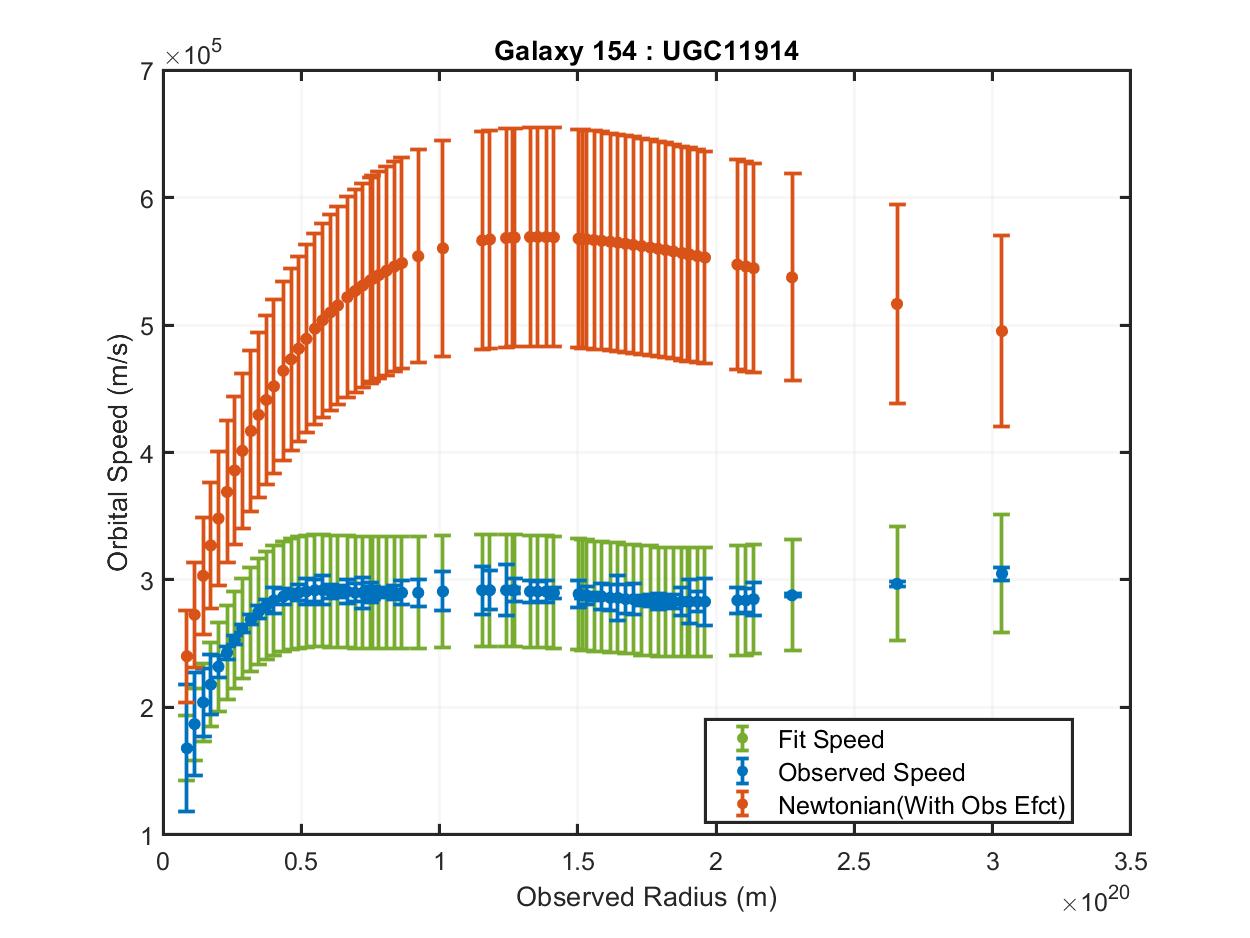 Galaxy 154 : UGC11914
×10^5
7
6
5
4
3
2
1
Orbital Speed (m/s)
0 0.5 1 1.5 2 2.5 3 3.5
Observed Radius (m)
×10^20
Fit Speed
Observed Speed
Newtonian(With Obs Efct)